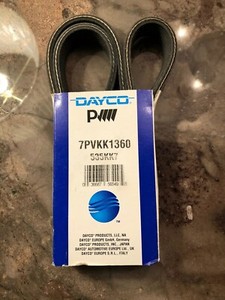 DAYCO®
7PVKK1360
535KK7
DAYCO® PRODUCTS, LLC, NA
DAYCO® EUROPE GmbH, Germany
DAYCO® PRODUCTS INC., JAPAN
DAYCO® AUTOMOTIVE EUROPE Ltd., UK
DAYCO® EUROPE S.R.L., ITALY